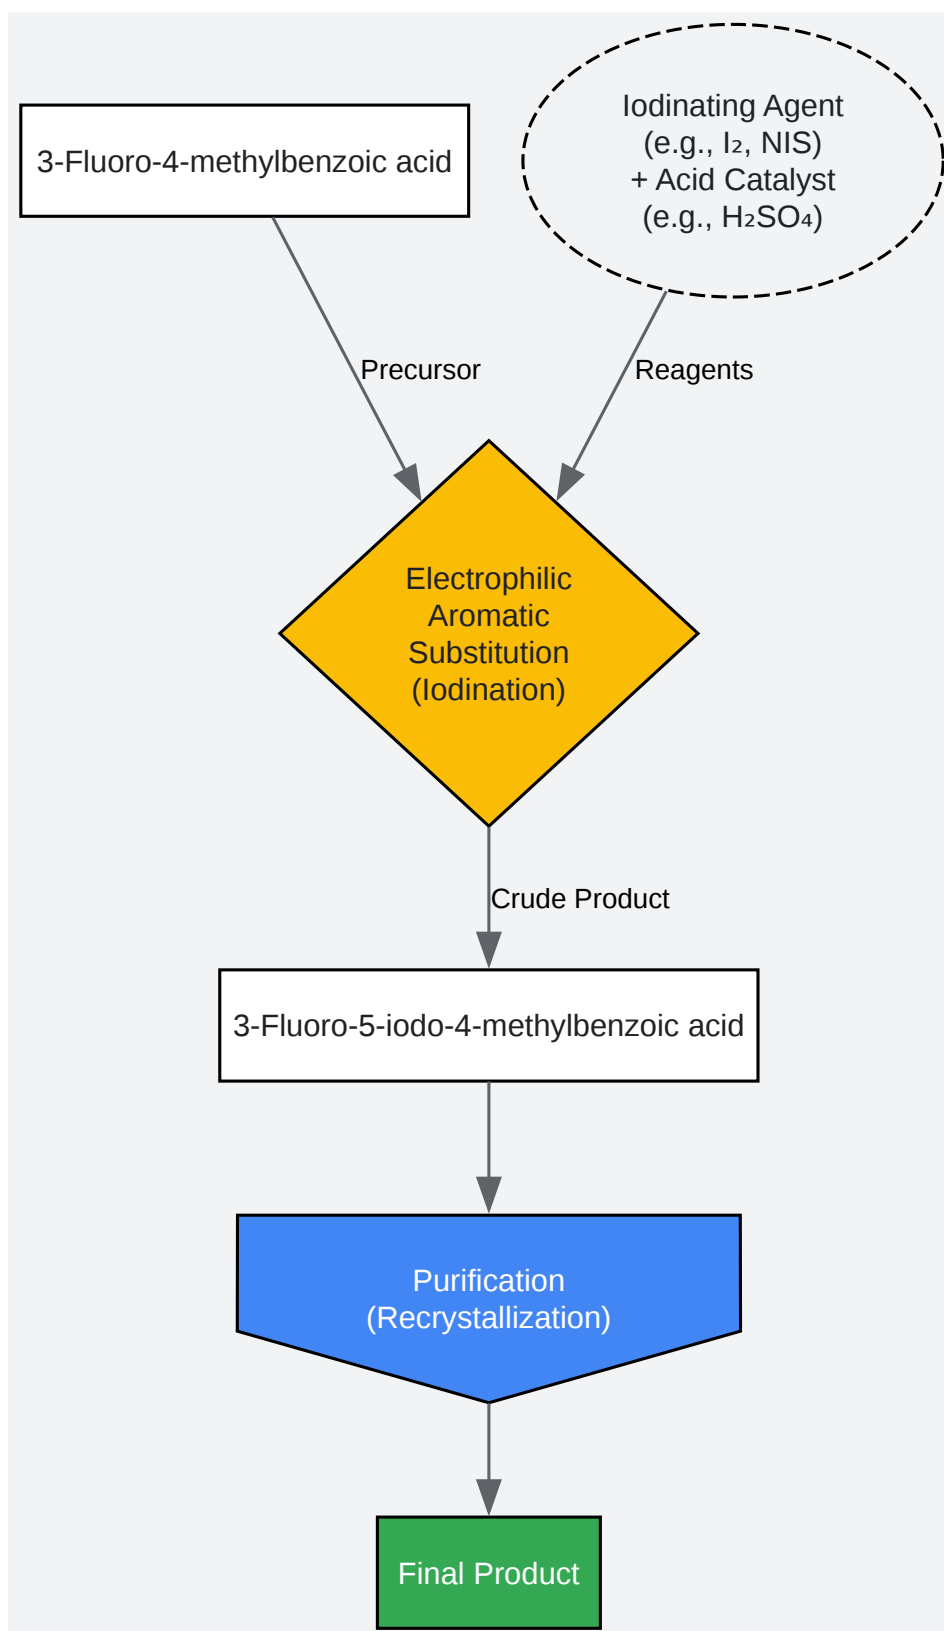 3-Fluoro-4-methylbenzoic acid
Iodinating Agent
(e.g., I₂, NIS)
+ Acid Catalyst
(e.g., H₂SO₄)
Precursor
Reagents
Electrophilic
Aromatic
Substitution
(Iodination)
Crude Product
3-Fluoro-5-iodo-4-methylbenzoic acid
Purification
(Recrystallization)
Final Product